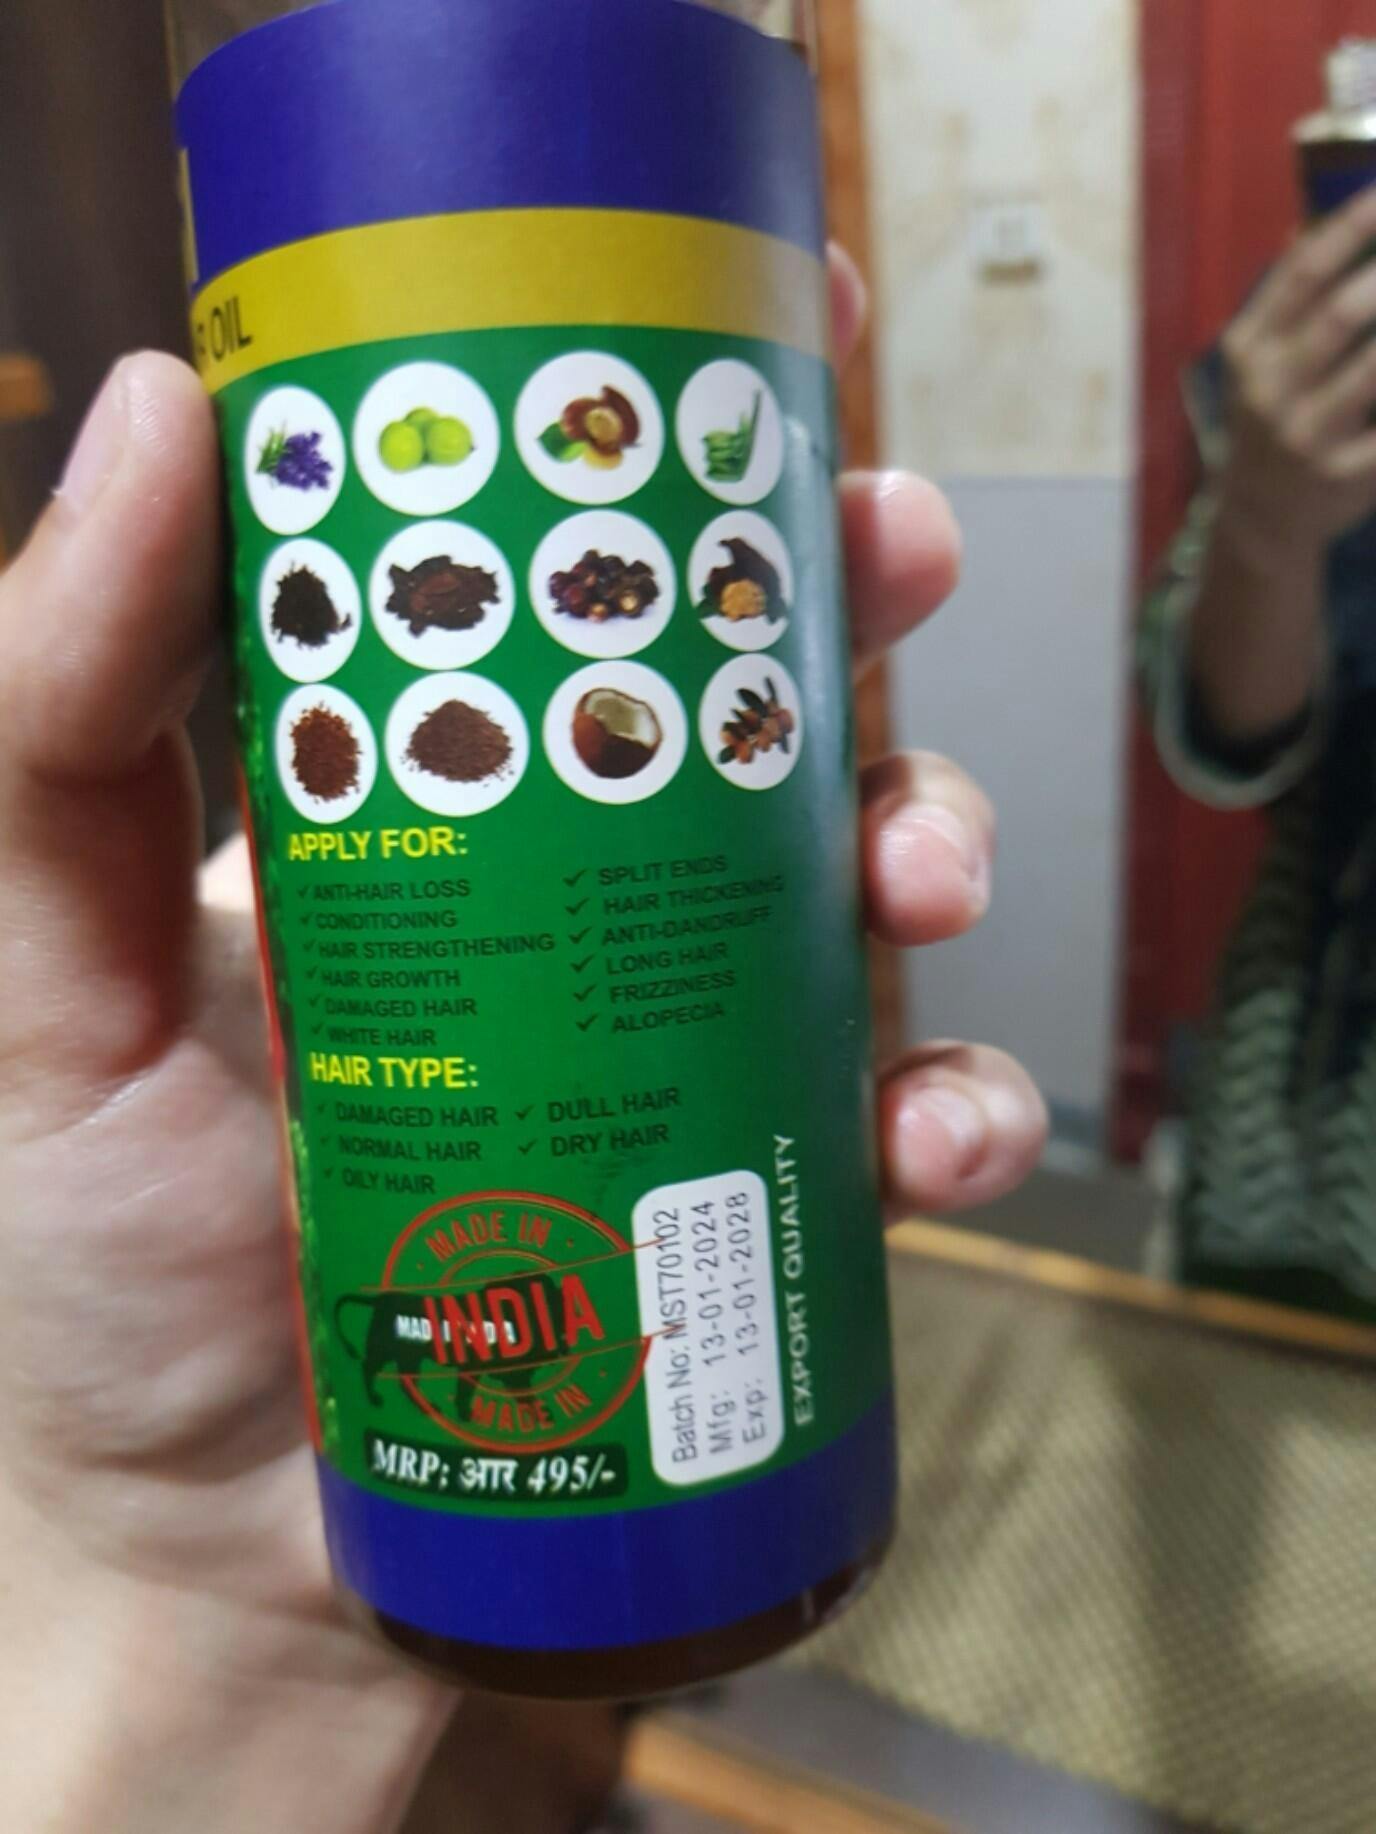 OIL
APPLY FOR:
✓ ANTI-HAIR LOSS
✓ CONDITIONING
✓ HAIR STRENGTHENING
✓ HAIR GROWTH
✓ DAMAGED HAIR
✓ WHITE HAIR
✓ SPLIT ENDS
✓ HAIR THICKENING
✓ ANTI-DANDRUFF
✓ LONG HAIR
✓ FRIZZINESS
✓ ALOPECIA
HAIR TYPE:
✓ DAMAGED HAIR
✓ NORMAL HAIR
✓ OILY HAIR
✓ DULL HAIR
✓ DRY HAIR
MADE IN
INDIA
MADE IN
MRP: आर 495/-
Batch No: MST70102
Mfg: 13-01-2024
Exp: 13-01-2028
EXPORT QUALITY